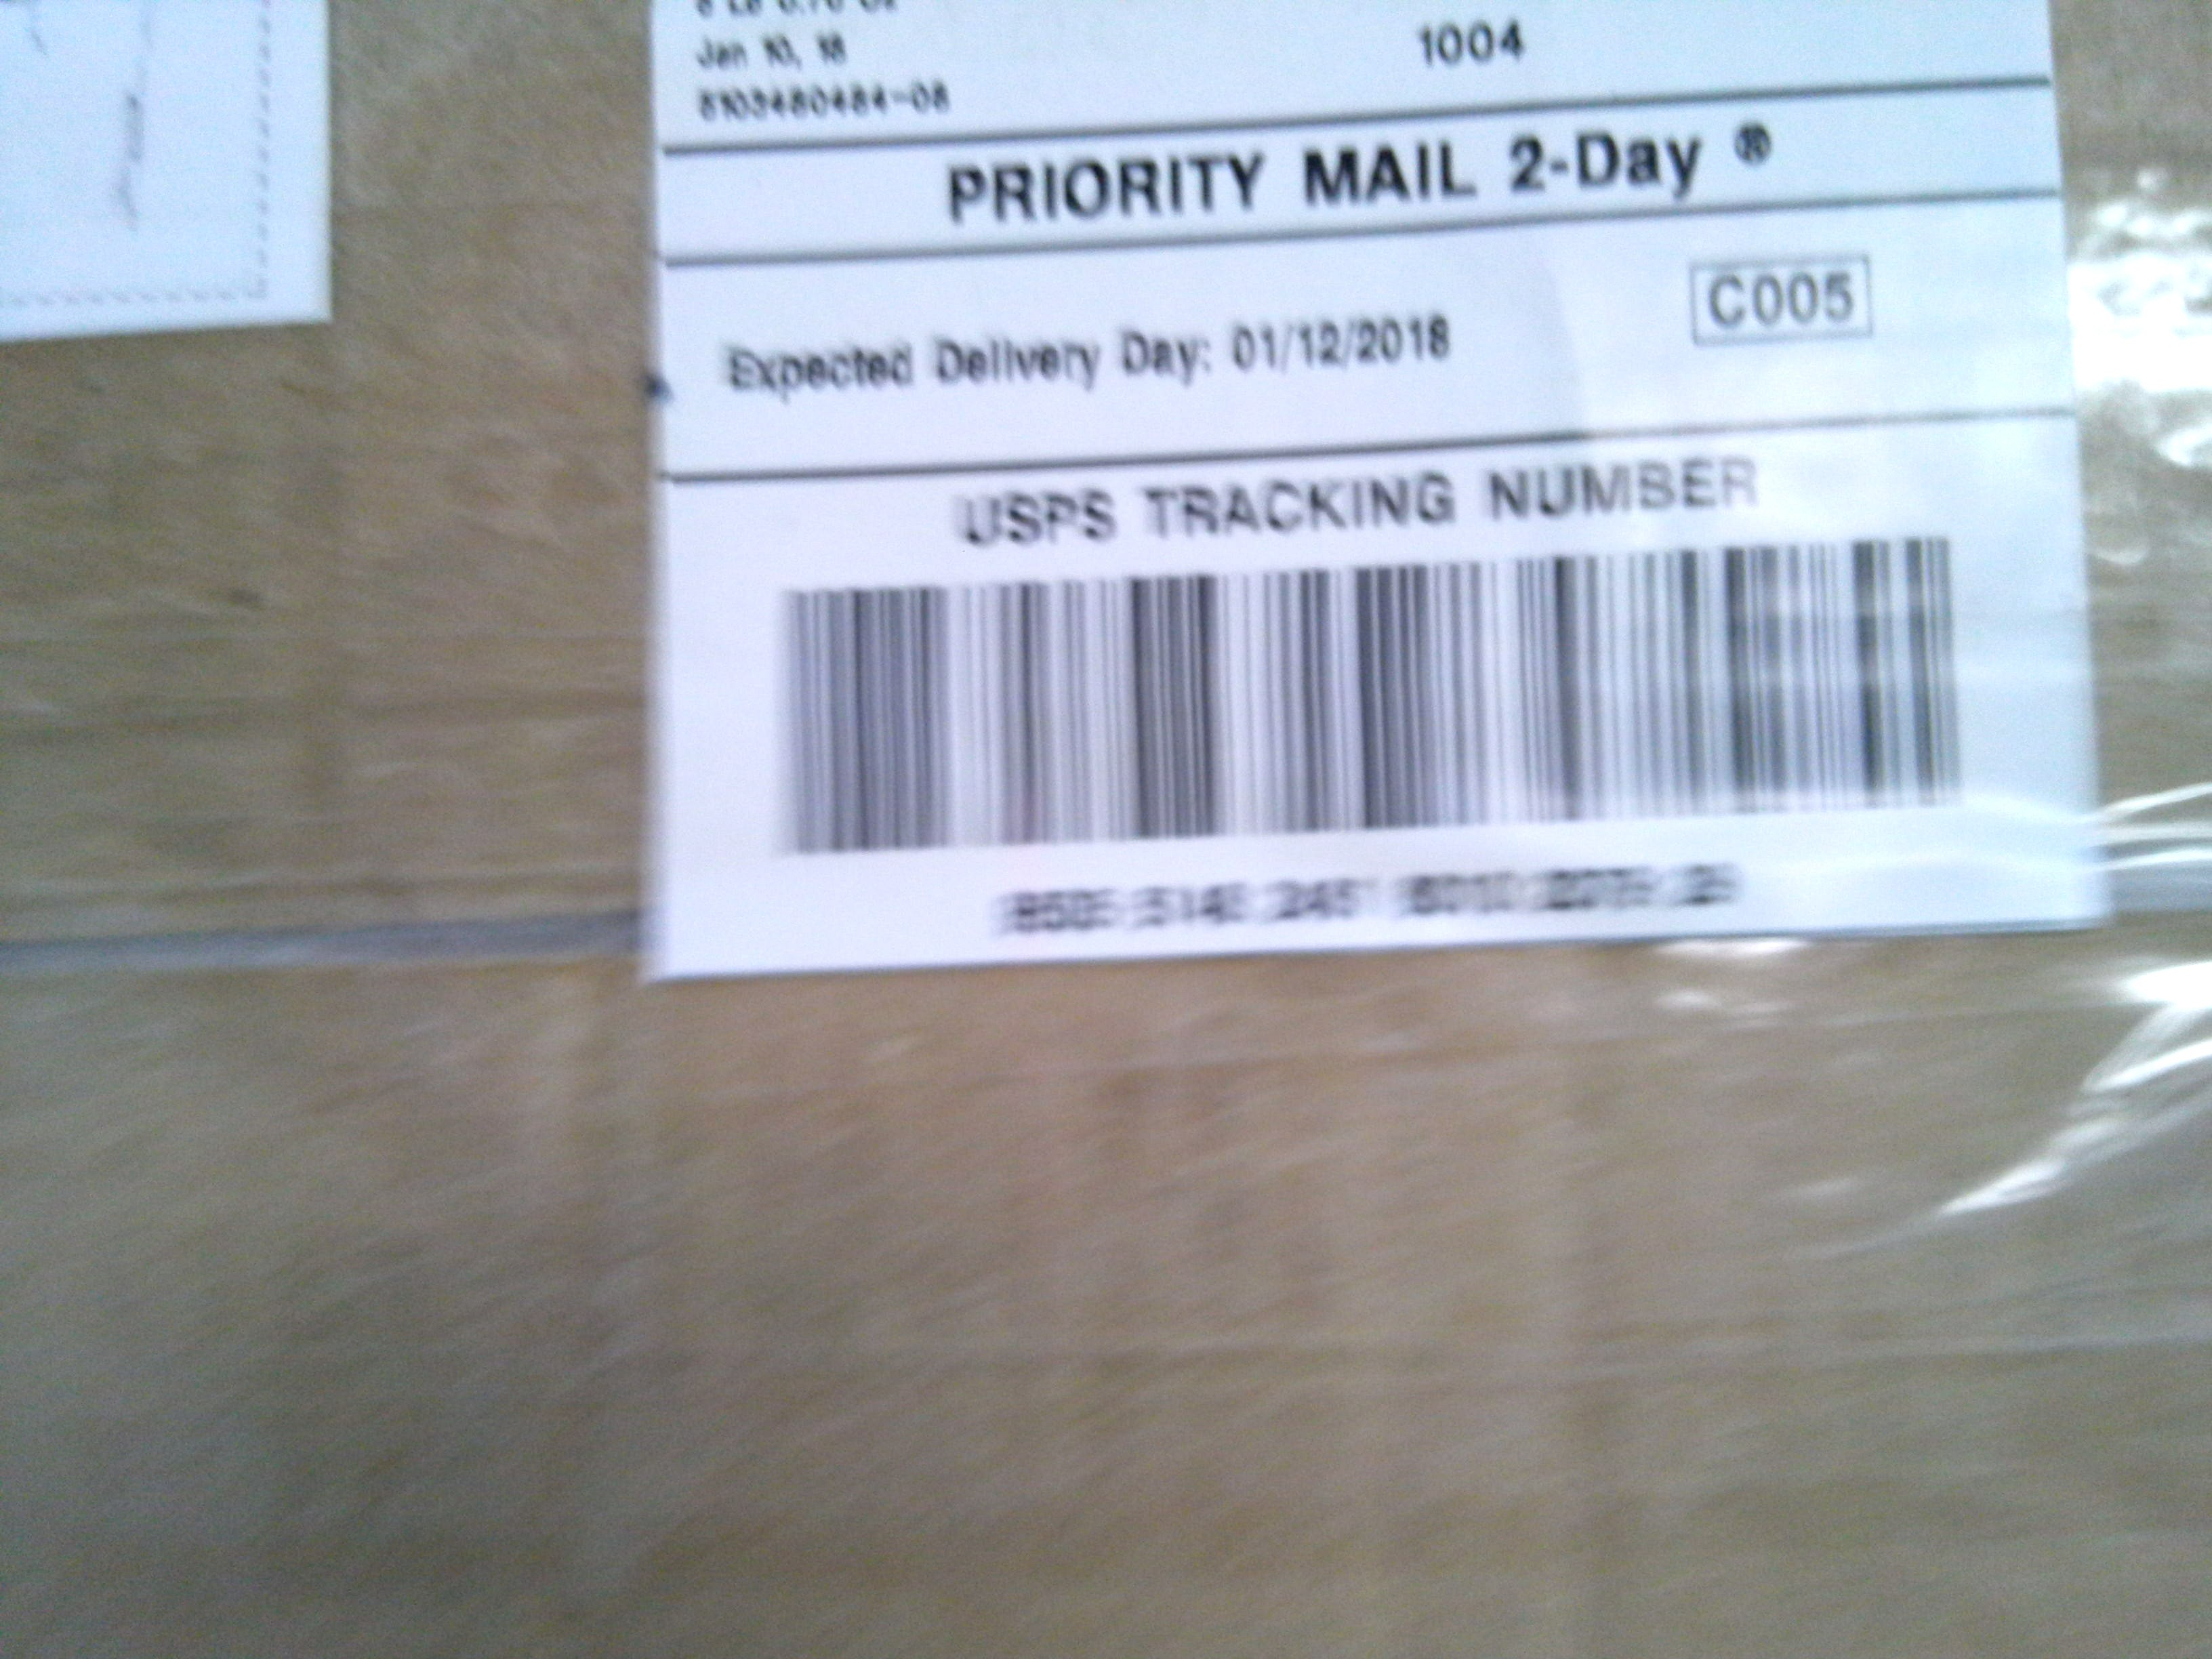 Jan 10, 18
1004
PRIORITY MAIL 2-Day ®
C005
Expected Delivery Day: 01/12/2018
USPS TRACKING NUMBER